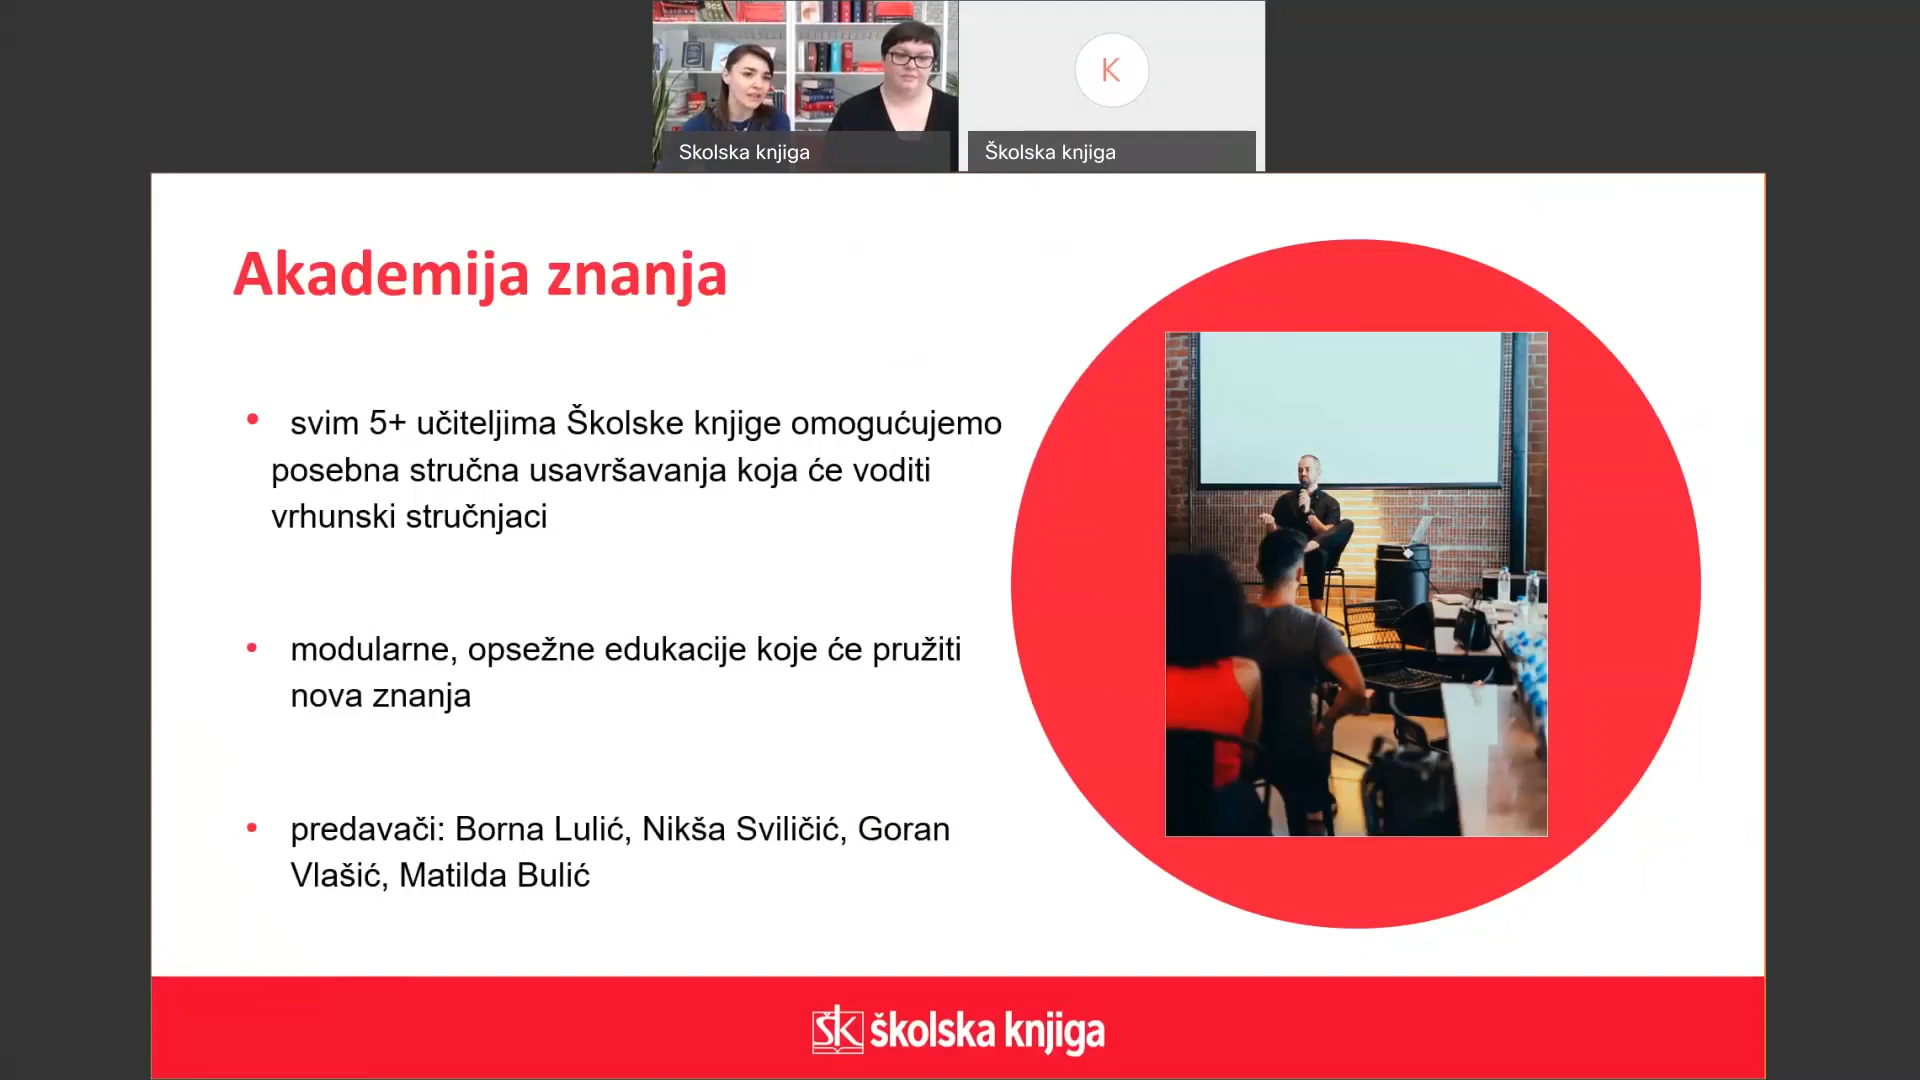 K
Skolska knjiga
Školska knjiga
Akademija znanja
svim 5+ učiteljima Školske knjige omogućujemo
posebna stručna usavršavanja koja će voditi
vrhunski stručnjaci
modularne, opsežne edukacije koje će pružiti
nova znanja
predavači: Borna Lulić, Nikša Sviličić, Goran
Vlašić, Matilda Bulić
ŠK školska knjiga